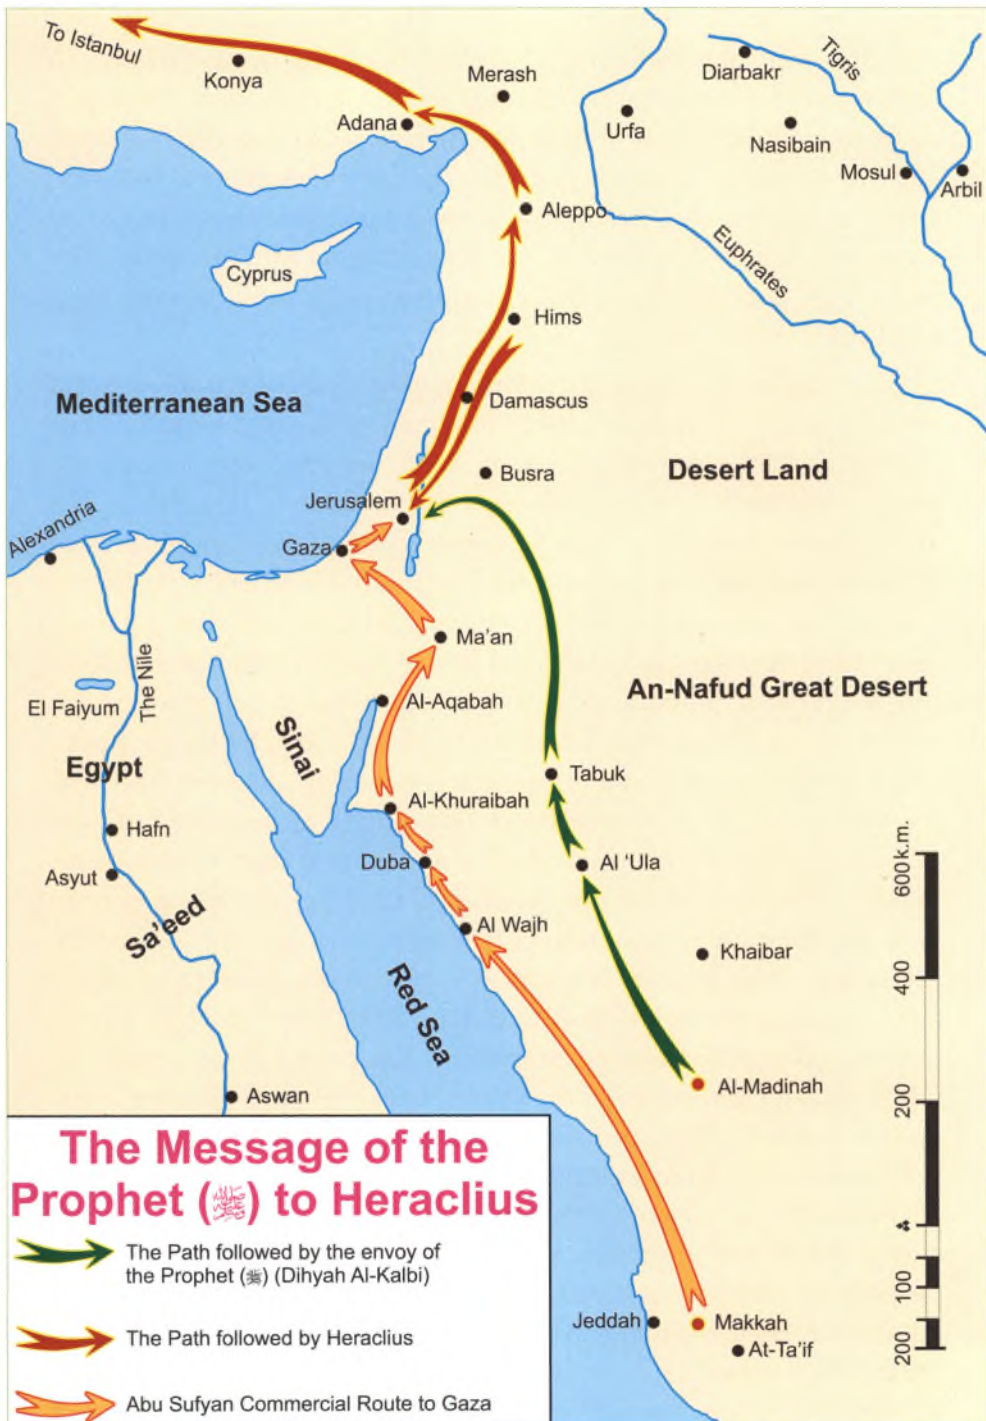 To Istanbul
Konya
Merash
Diarbakr
Tigris
Adana
Urfa
Nasibain
Mosul
Arbil
Aleppo
Euphrates
Cyprus
Hims
Mediterranean Sea
Damascus
Busra
Desert Land
Jerusalem
Alexandria
Gaza
Ma'an
The Nile
El Faiyum
Al-Aqabah
An-Nafud Great Desert
Sinai
Egypt
Tabuk
Al-Khuraibah
Hafn
Duba
Al 'Ula
600 k.m.
Asyut
Sa'eed
Al Wajh
Khaibar
400
Red Sea
Al-Madinah
Aswan
200
100
Jeddah
Makkah
At-Ta'if
200
The Message of the
Prophet (ﷺ) to Heraclius
The Path followed by the envoy of
the Prophet (ﷺ) (Dihyah Al-Kalbi)
The Path followed by Heraclius
Abu Sufyan Commercial Route to Gaza